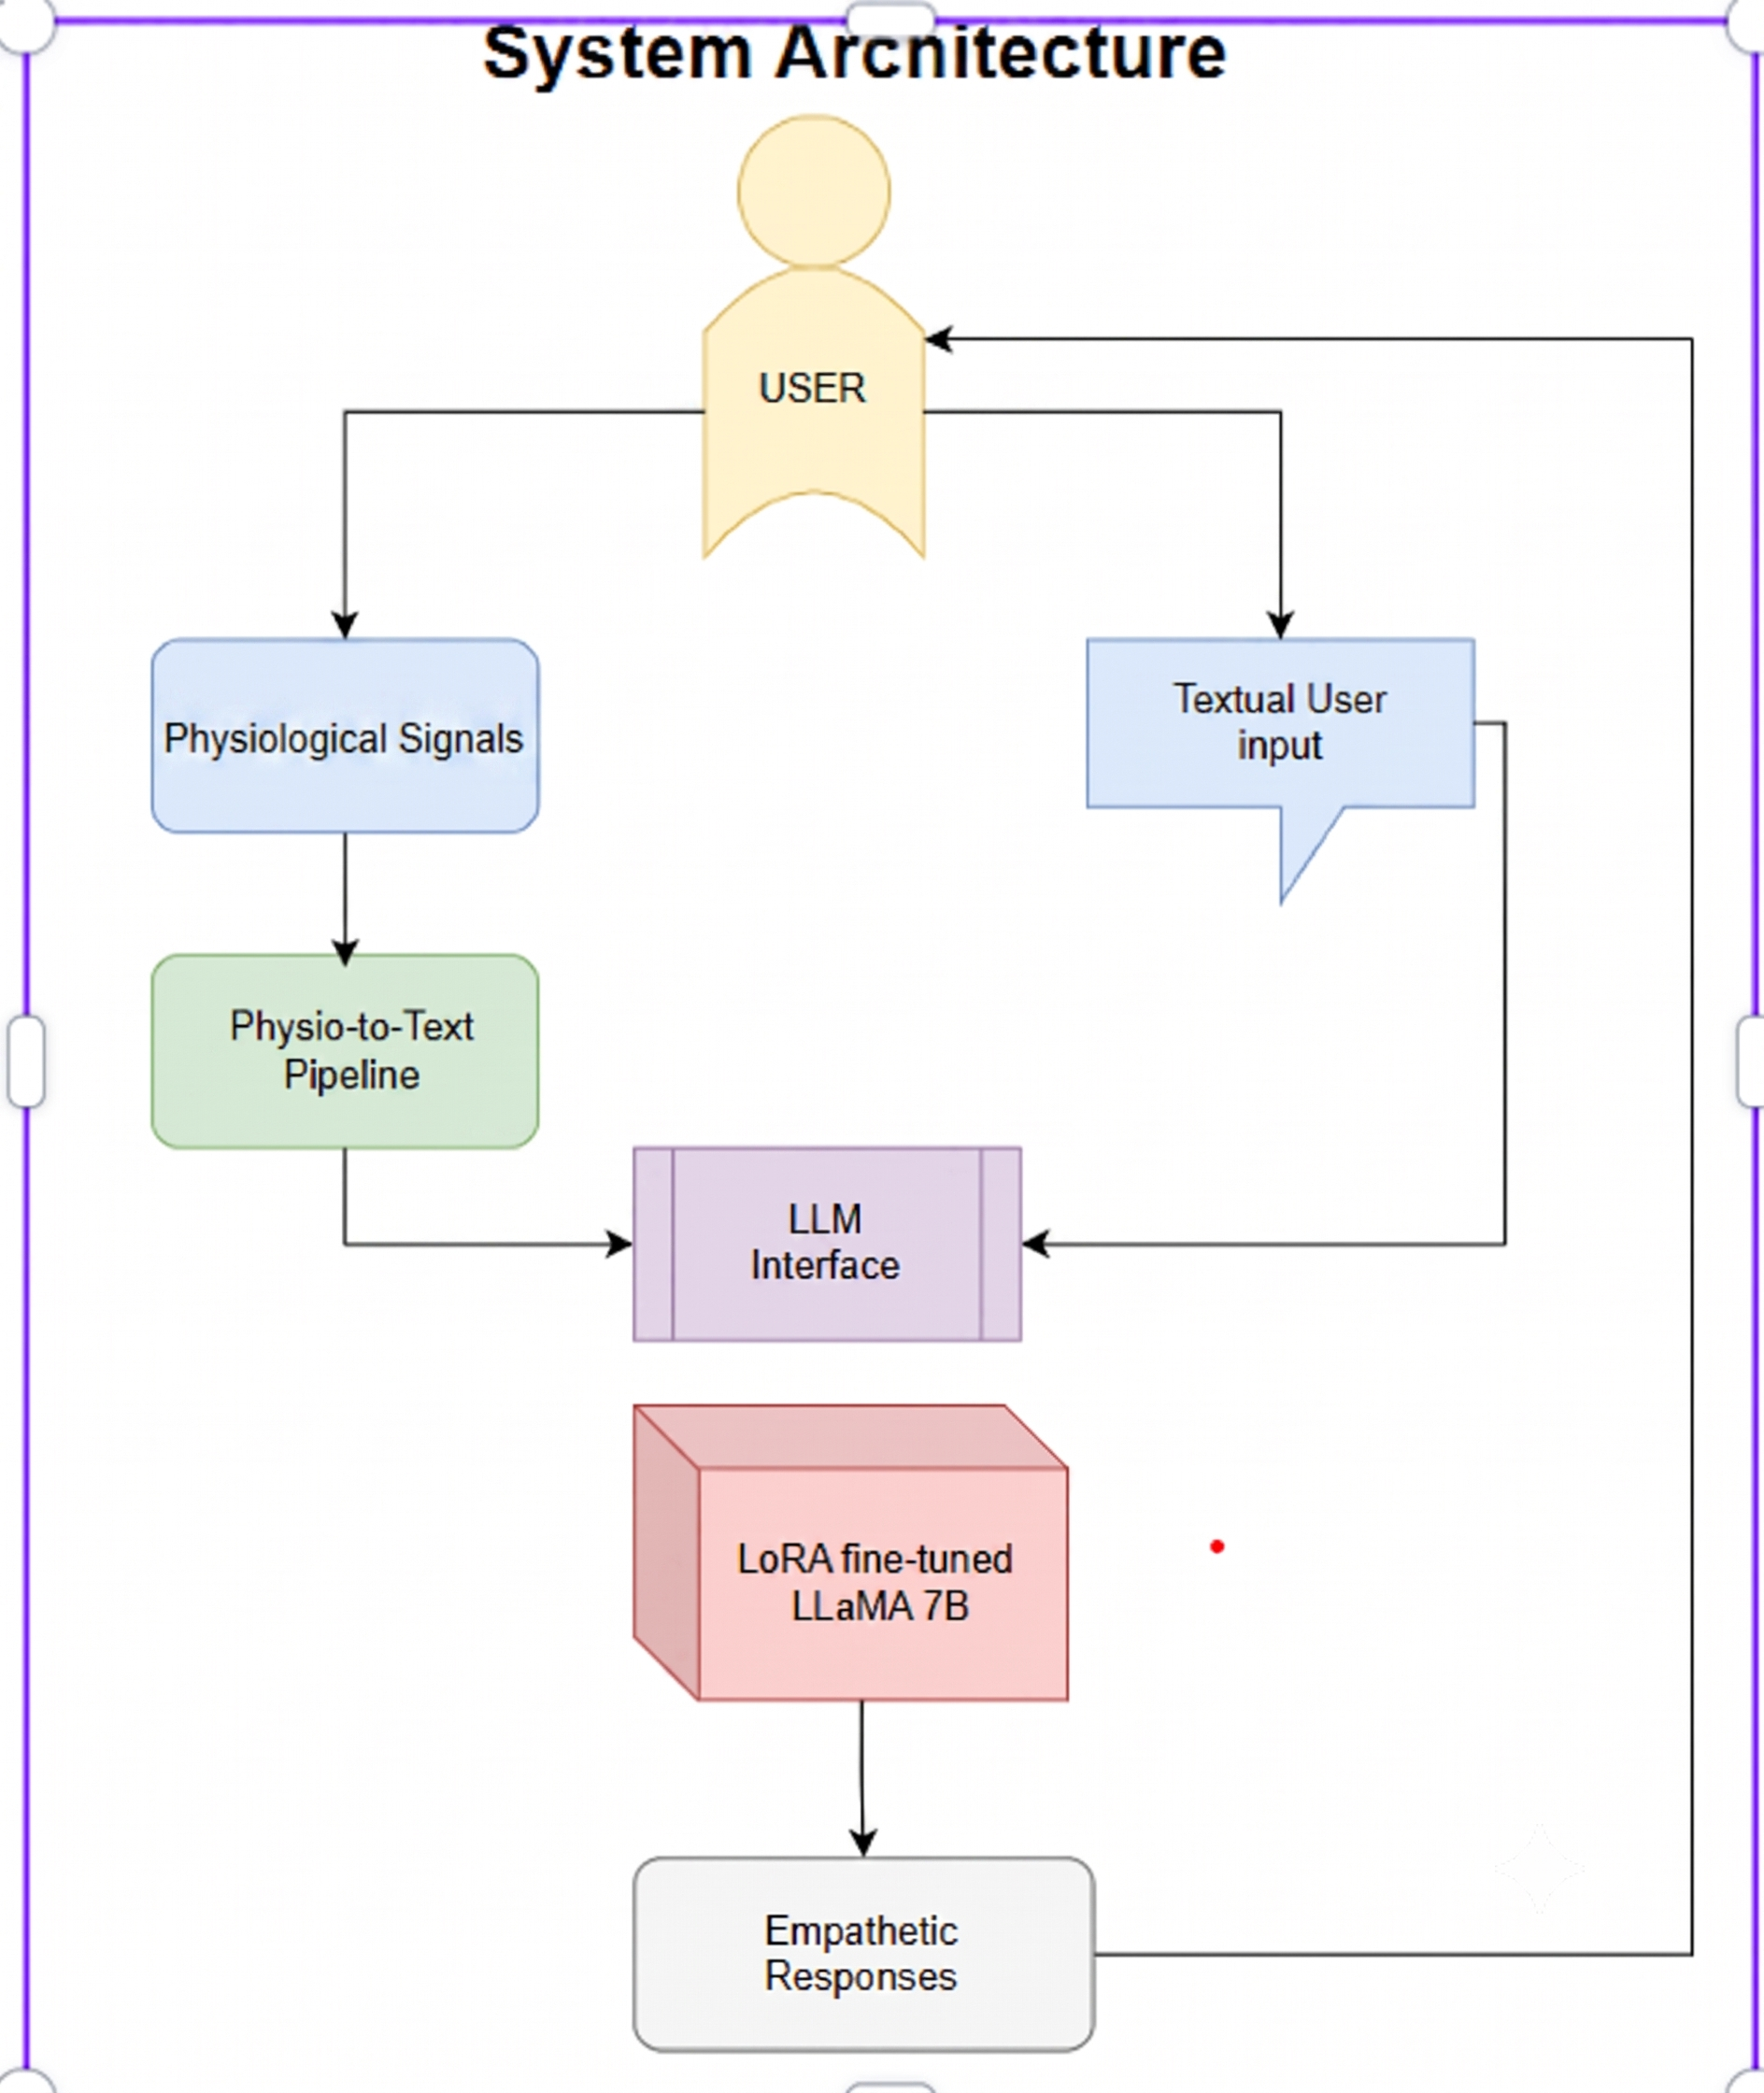 System Architecture
USER
Physiological Signals
Textual User
input
Physio-to-Text
Pipeline
LLM
Interface
LoRA fine-tuned
LLaMA 7B
Empathetic
Responses